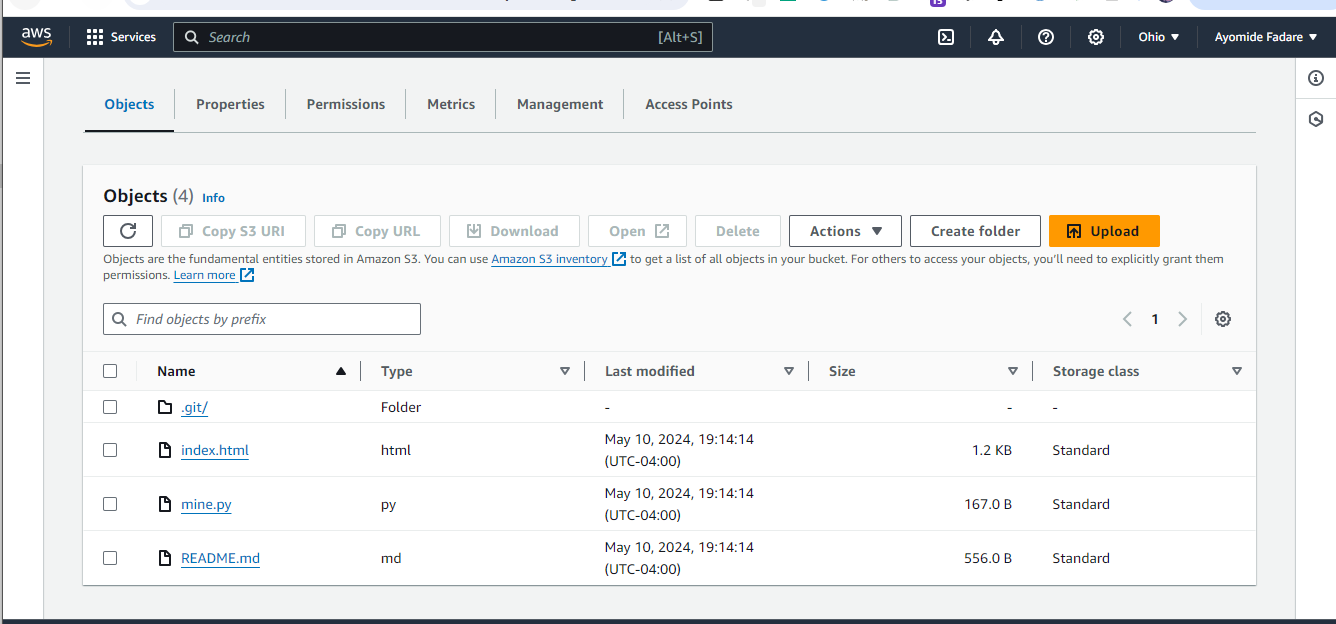 15
aws
Services
Search [Alt+S]
Ohio
Ayomide Fadare
Objects
Properties
Permissions
Metrics
Management
Access Points
Objects (4) Info
Copy S3 URI
Copy URL
Download
Open
Delete
Actions
Create folder
Upload
Objects are the fundamental entities stored in Amazon S3. You can use Amazon S3 inventory to get a list of all objects in your bucket. For others to access your objects, you'll need to explicitly grant them
permissions. Learn more
Find objects by prefix
1
Name Type Last modified Size Storage class
.git/ Folder - - -
index.html html May 10, 2024, 19:14:14 1.2 KB Standard
(UTC-04:00)
mine.py py May 10, 2024, 19:14:14 167.0 B Standard
(UTC-04:00)
README.md md May 10, 2024, 19:14:14 556.0 B Standard
(UTC-04:00)